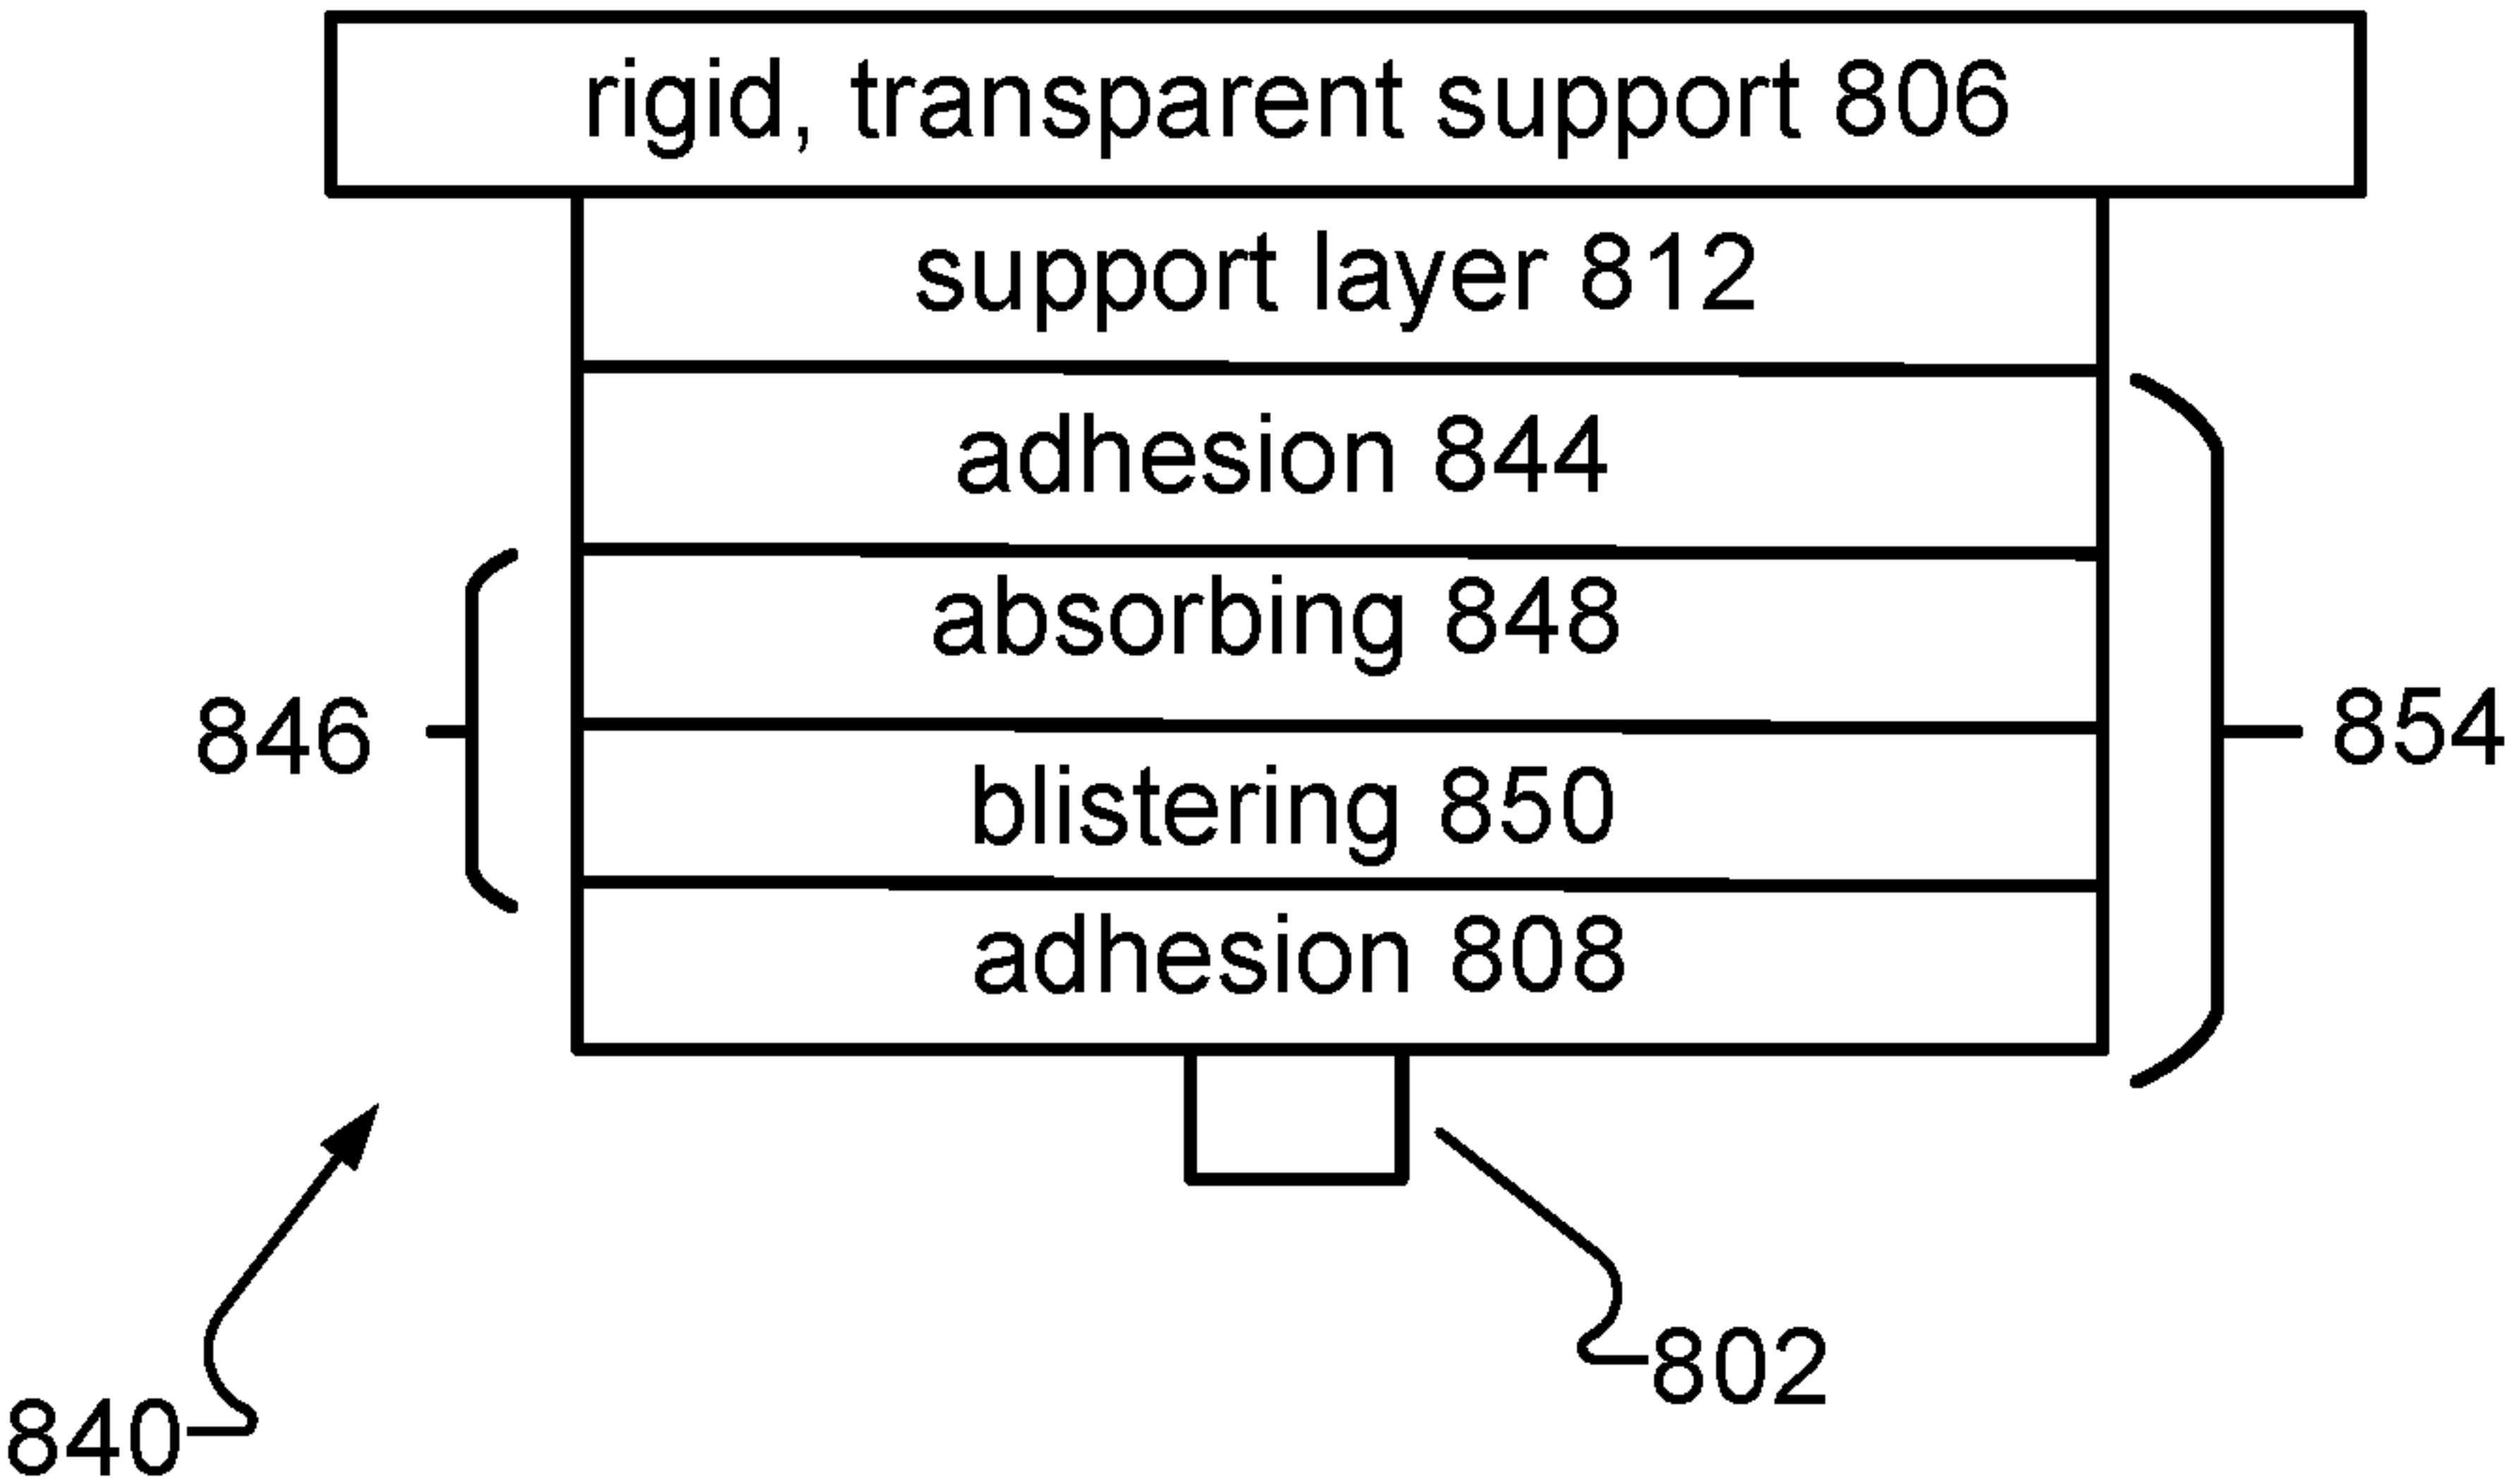 rigid, transparent support 806
support layer 812
adhesion 844
absorbing 848
846
854
blistering 850
adhesion 808
802
840